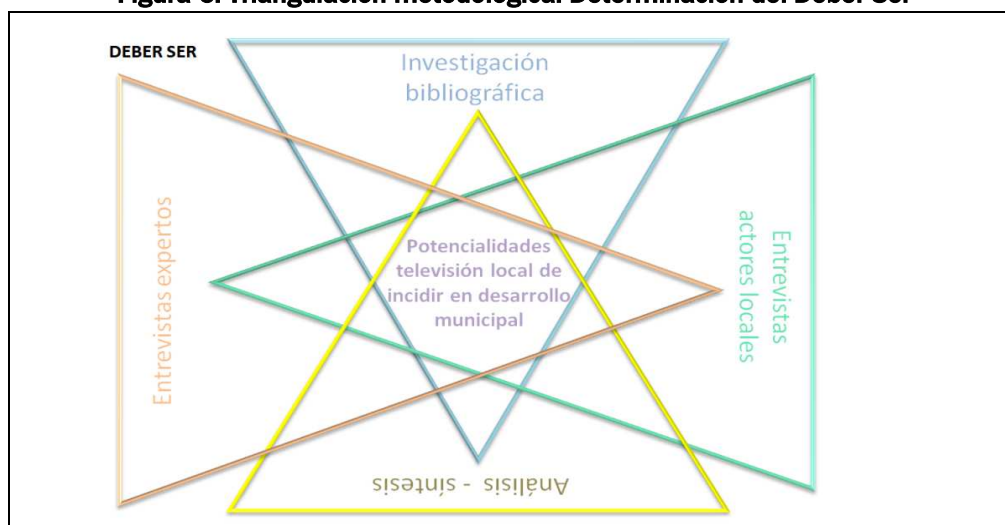 Figura 6. Triangulación metodológica. Determinación del Deber Ser
DEBER SER
Investigación
bibliográfica
Entrevistas expertos
Potencialidades
televisión local de
incidir en desarrollo
municipal
Entrevistas
actores locales
Análisis - síntesis